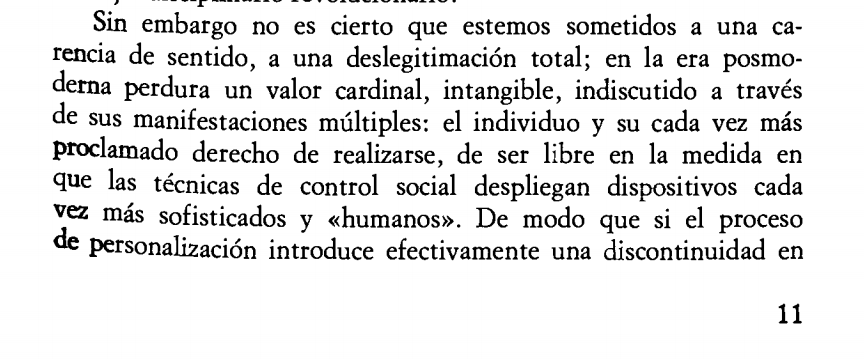 Sin embargo no es cierto que estemos sometidos a una ca-
rencia de sentido, a una deslegitimación total; en la era posmo-
derna perdura un valor cardinal, intangible, indiscutido a través
de sus manifestaciones múltiples: el individuo y su cada vez más
proclamado derecho de realizarse, de ser libre en la medida en
que las técnicas de control social despliegan dispositivos cada
vez más sofisticados y «humanos». De modo que si el proceso
de personalización introduce efectivamente una discontinuidad en
11